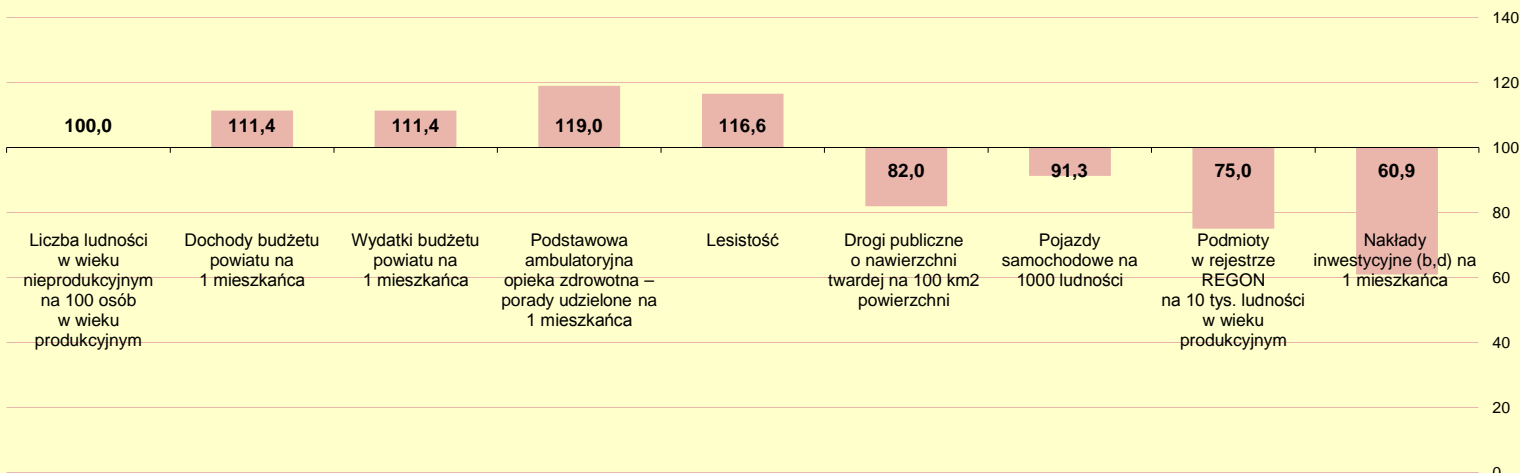 140
120
100,0
111,4
111,4
119,0
116,6
100
82,0
91,3
75,0
60,9
80
Liczba ludności
w wieku
nieprodukcyjnym
na 100 osób
w wieku
produkcyjnym
Dochody budżetu
powiatu na
1 mieszkańca
Wydatki budżetu
powiatu na
1 mieszkańca
Podstawowa
ambulatoryjna
opieka zdrowotna –
porady udzielone na
1 mieszkańca
Lesistość
Drogi publiczne
o nawierzchni
twardej na 100 km2
powierzchni
Pojazdy
samochodowe na
1000 ludności
Podmioty
w rejestrze
REGON
na 10 tys. ludności
w wieku
produkcyjnym
Nakłady
inwestycyjne (b,d) na
1 mieszkańca
60
40
20
0